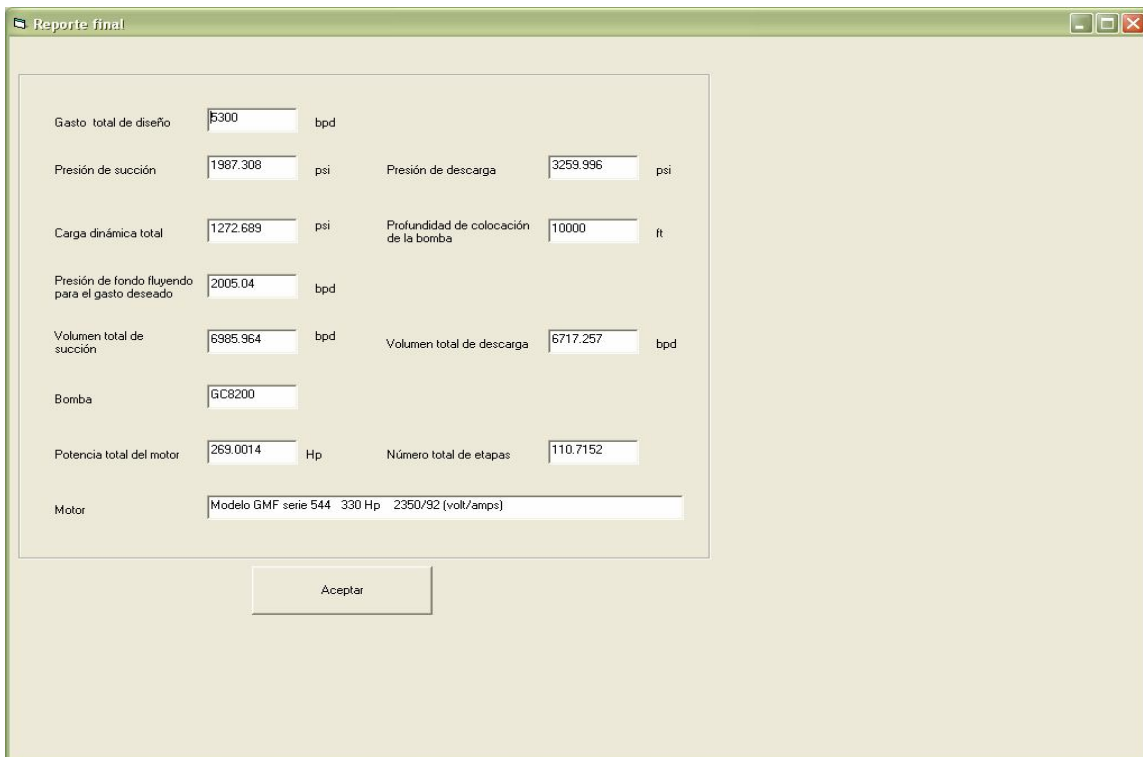 Reporte final
Gasto total de diseño 5300 bpd
Presión de succión 1987.308 psi Presión de descarga 3259.996 psi
Carga dinámica total 1272.689 psi Profundidad de colocación
de la bomba 10000 ft
Presión de fondo fluyendo
para el gasto deseado 2005.04 bpd
Volumen total de
succión 6985.964 bpd Volumen total de descarga 6717.257 bpd
Bomba GC8200
Potencia total del motor 269.0014 Hp Número total de etapas 110.7152
Motor Modelo GMF serie 544 330 Hp 2350/92 (volt/amps)
Aceptar